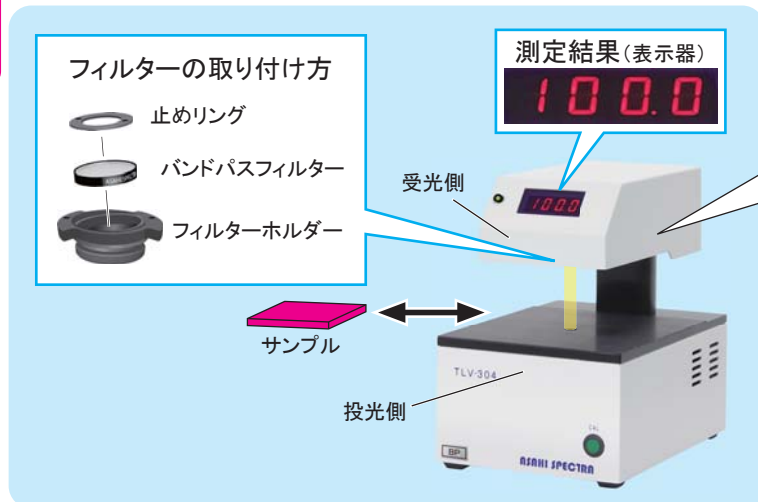 フィルターの取り付け方
止めリング
バンドパスフィルター
フィルターホルダー
測定結果(表示器)
100.0
受光側
100.0
サンプル
TLV-304
投光側
CAL
BP
ASAHI SPECTRA